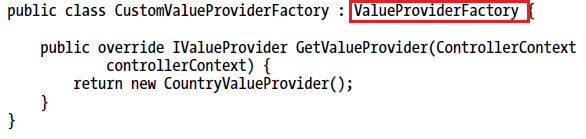 public class CustomValueProviderFactory : ValueProviderFactory {
public override IValueProvider GetValueProvider(ControllerContext
controllerContext) {
return new CountryValueProvider();
}
}